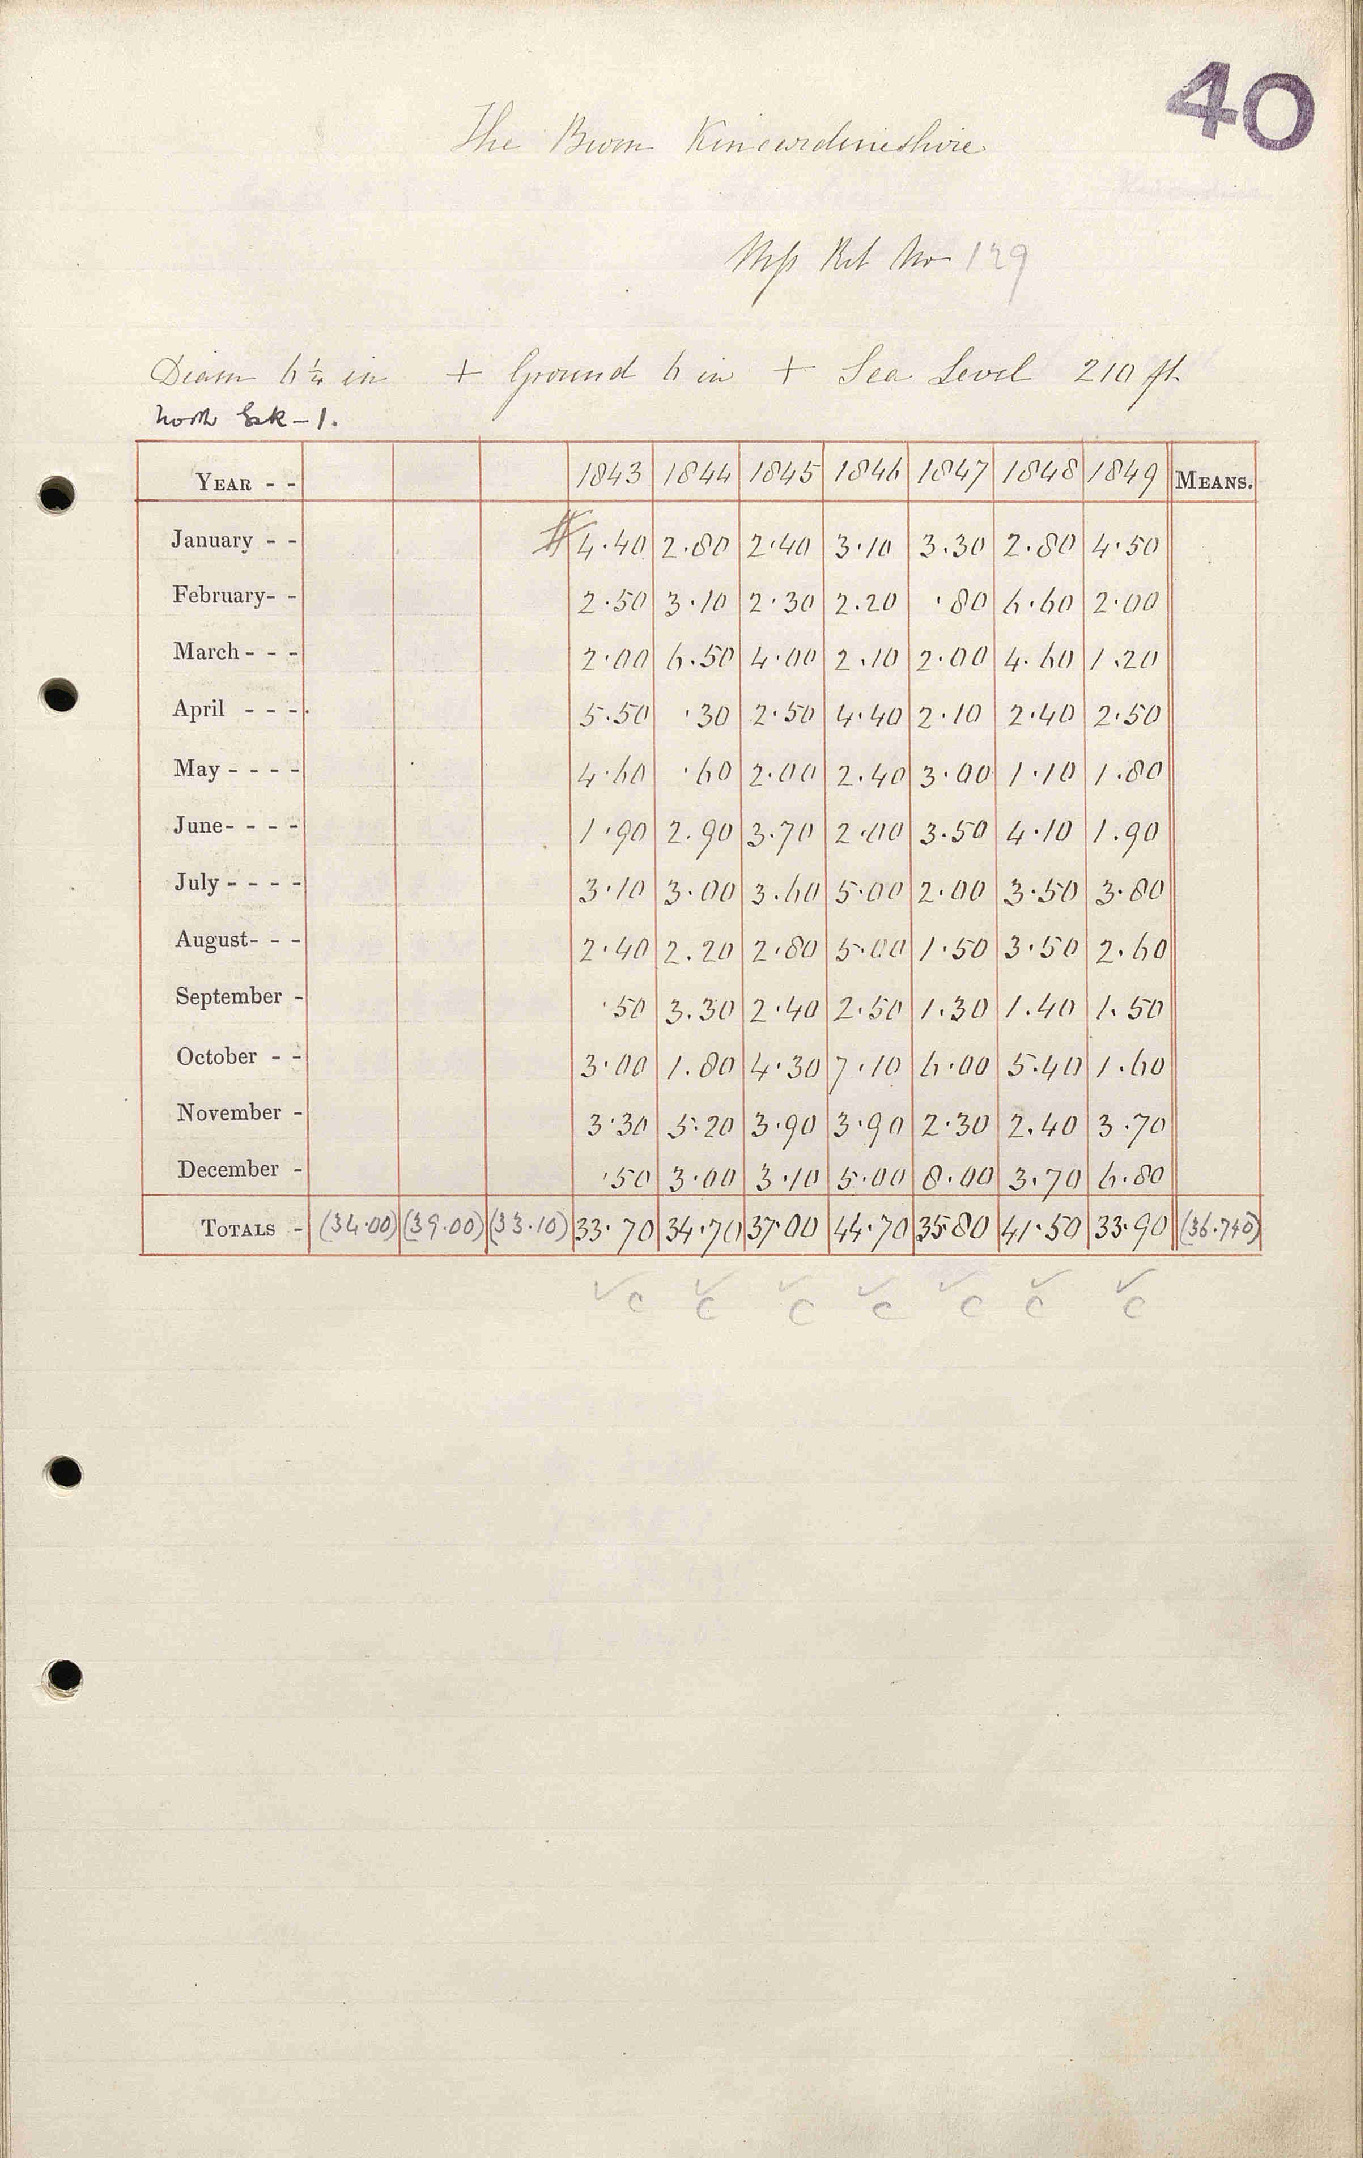 40
The Burn Kincardineshire
Mss Ret No 129
Diam 6 1/4 in + Ground 6 in + Sea Level 210 ft
North Esk - 1.
YEAR - - 1843 1844 1845 1846 1847 1848 1849 MEANS.
January - - 4.40 2.80 2.40 3.10 3.30 2.80 4.50
February- - 2.50 3.10 2.30 2.20 .80 6.60 2.00
March - - - 2.00 6.50 4.00 2.10 2.00 4.60 1.20
April - - - 5.50 .30 2.50 4.40 2.10 2.40 2.50
May - - - - 4.60 .60 2.00 2.40 3.00 1.10 1.80
June- - - - 1.90 2.90 3.70 2.00 3.50 4.10 1.90
July - - - - 3.10 3.00 3.60 5.00 2.00 3.50 3.80
August- - - 2.40 2.20 2.80 5.00 1.50 3.50 2.60
September - .50 3.30 2.40 2.50 1.30 1.40 1.50
October - - 3.00 1.80 4.30 7.10 6.00 5.40 1.60
November - 3.30 5.20 3.90 3.90 2.30 2.40 3.70
December - .50 3.00 3.10 5.00 8.00 3.70 6.80
TOTALS - (34.00) (39.00) (33.10) 33.70 34.70 37.00 44.70 35.80 41.50 33.90 (36.740)
✓c ✓c ✓c ✓c ✓c ✓c ✓c